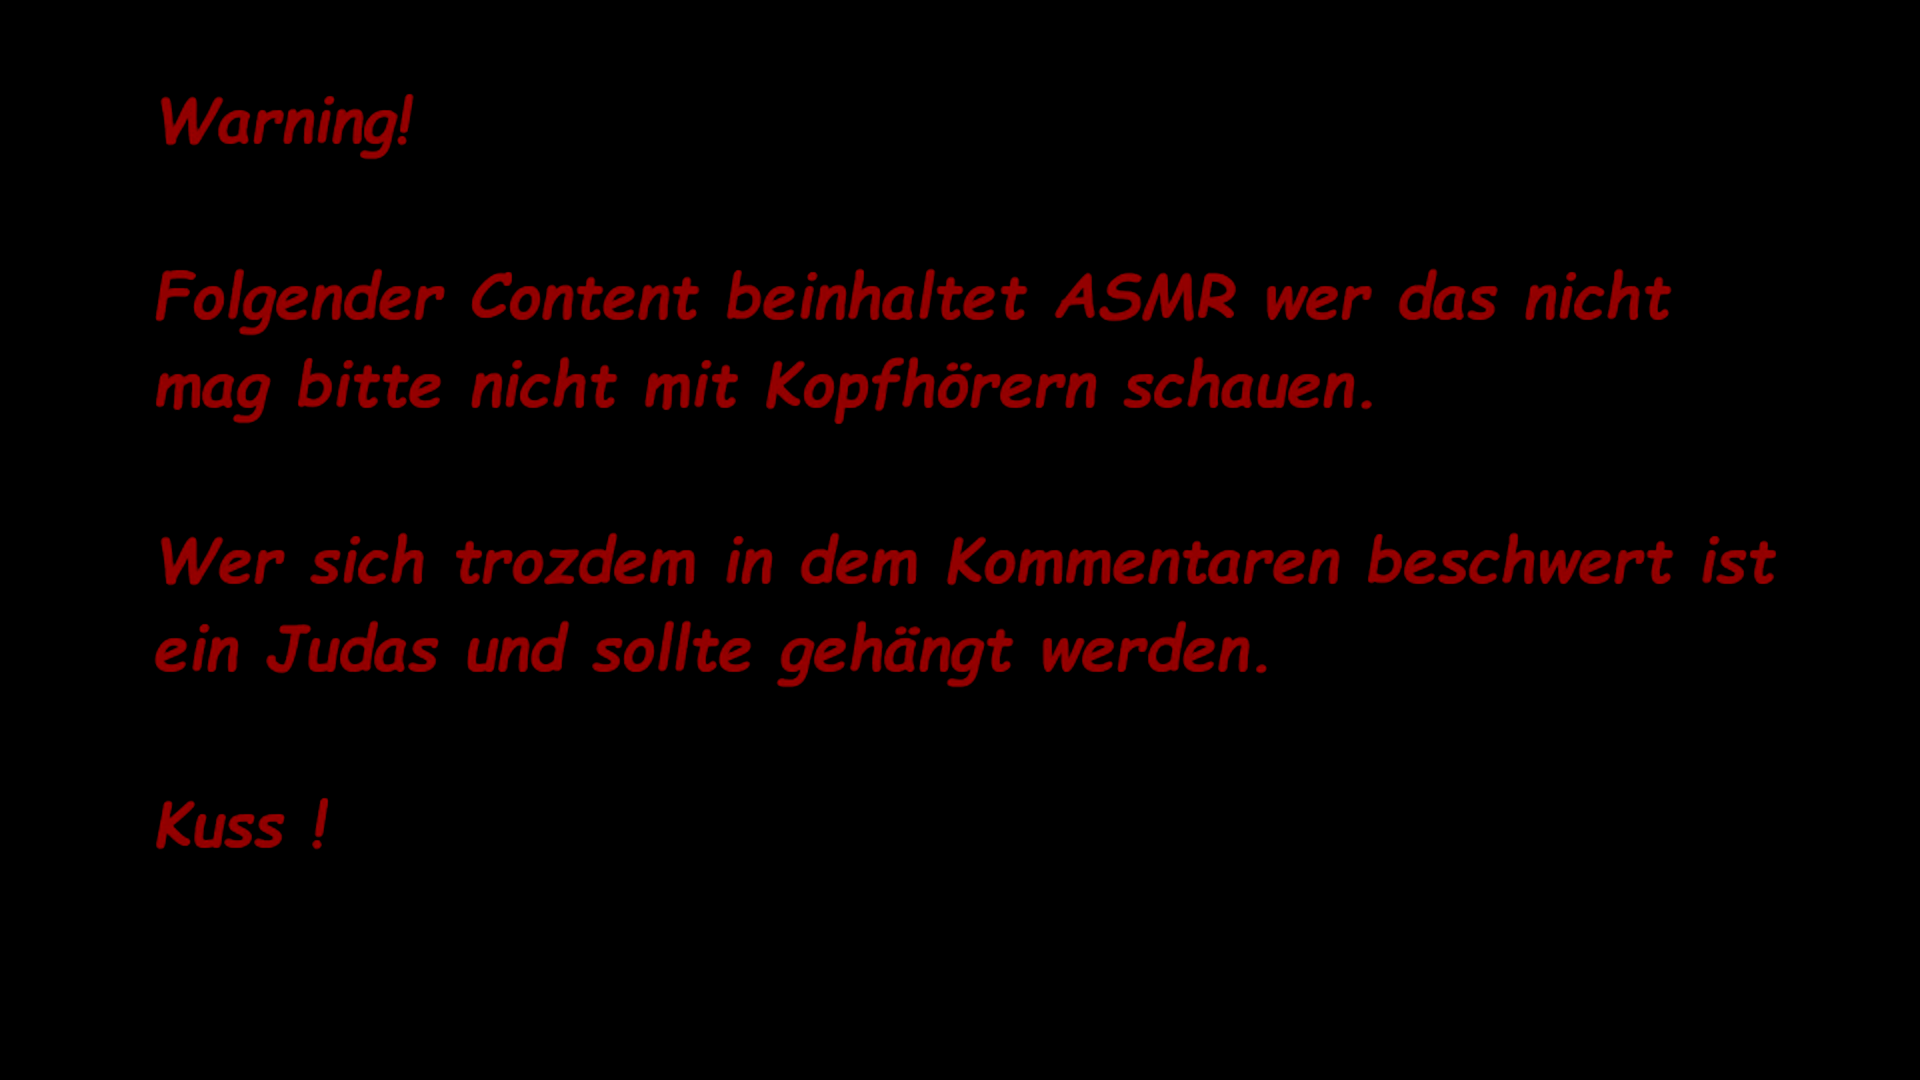 Warning!
Folgender Content beinhaltet ASMR wer das nicht
mag bitte nicht mit Kopfhörern schauen.
Wer sich trozdem in dem Kommentaren beschwert ist
ein Judas und sollte gehängt werden.
Kuss !